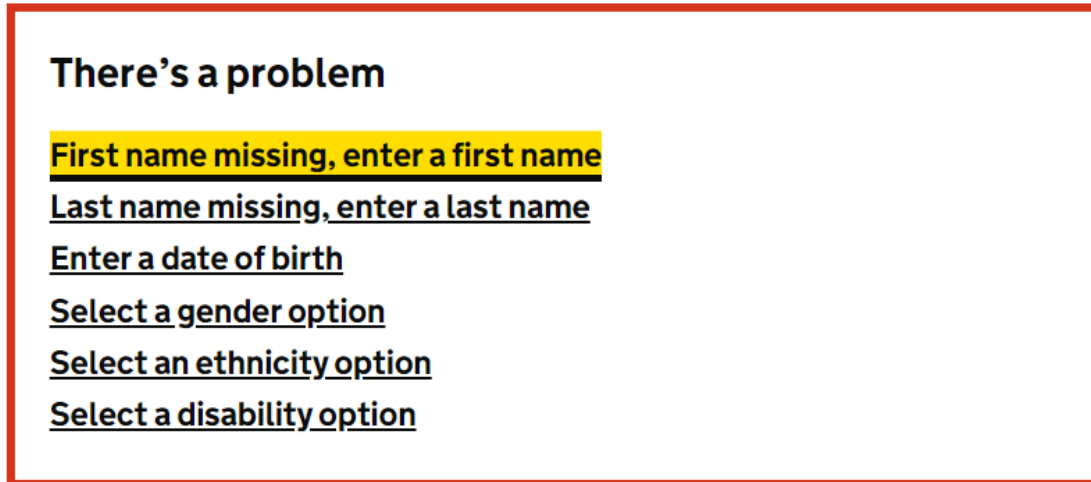 There’s a problem
First name missing, enter a first name
Last name missing, enter a last name
Enter a date of birth
Select a gender option
Select an ethnicity option
Select a disability option